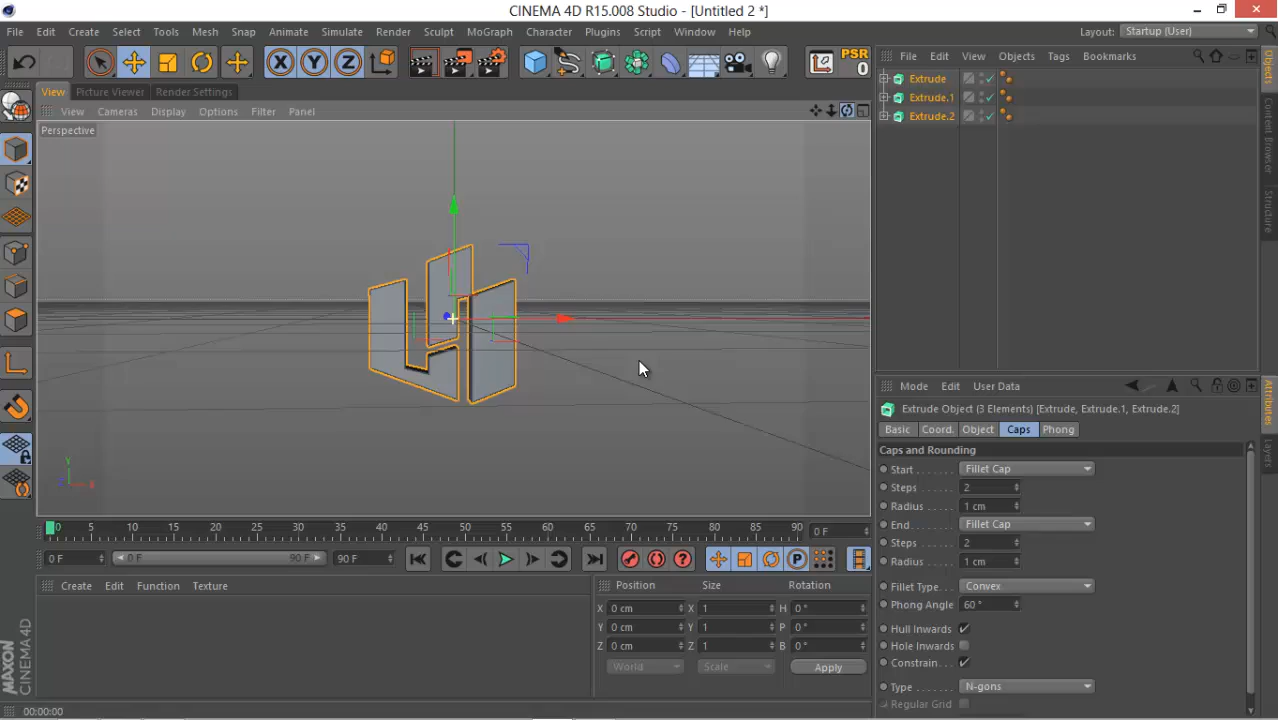 CINEMA 4D R15.008 Studio - [Untitled 2 *]
File Edit Create Select Tools Mesh Snap Animate Simulate Render Sculpt MoGraph Character Plugins Script Window Help Layout: Startup (User)
PSR
0
File Edit View Objects Tags Bookmarks
View Picture Viewer Render Settings
View Cameras Display Options Filter Panel
Perspective
Extrude
Extrude.1
Extrude.2
Objects
Content Browser
Structure
Y
X
Z
Mode Edit User Data
Extrude Object (3 Elements) [Extrude, Extrude.1, Extrude.2]
Basic Coord. Object Caps Phong
Caps and Rounding
Start Fillet Cap
Steps 2
Radius 1 cm
End Fillet Cap
Steps 2
Radius 1 cm
Fillet Type Convex
Phong Angle 60 °
Hull Inwards
Hole Inwards
Constrain
Type N-gons
Regular Grid
Attributes
Layers
0 5 10 15 20 25 30 35 40 45 50 55 60 65 70 75 80 85 90 0 F
0 F 0 F 90 F 90 F
Create Edit Function Texture
Position Size Rotation
X 0 cm X 1 H 0 °
Y 0 cm Y 1 P 0 °
Z 0 cm Z 1 B 0 °
World Scale Apply
MAXON
CINEMA 4D
00:00:00